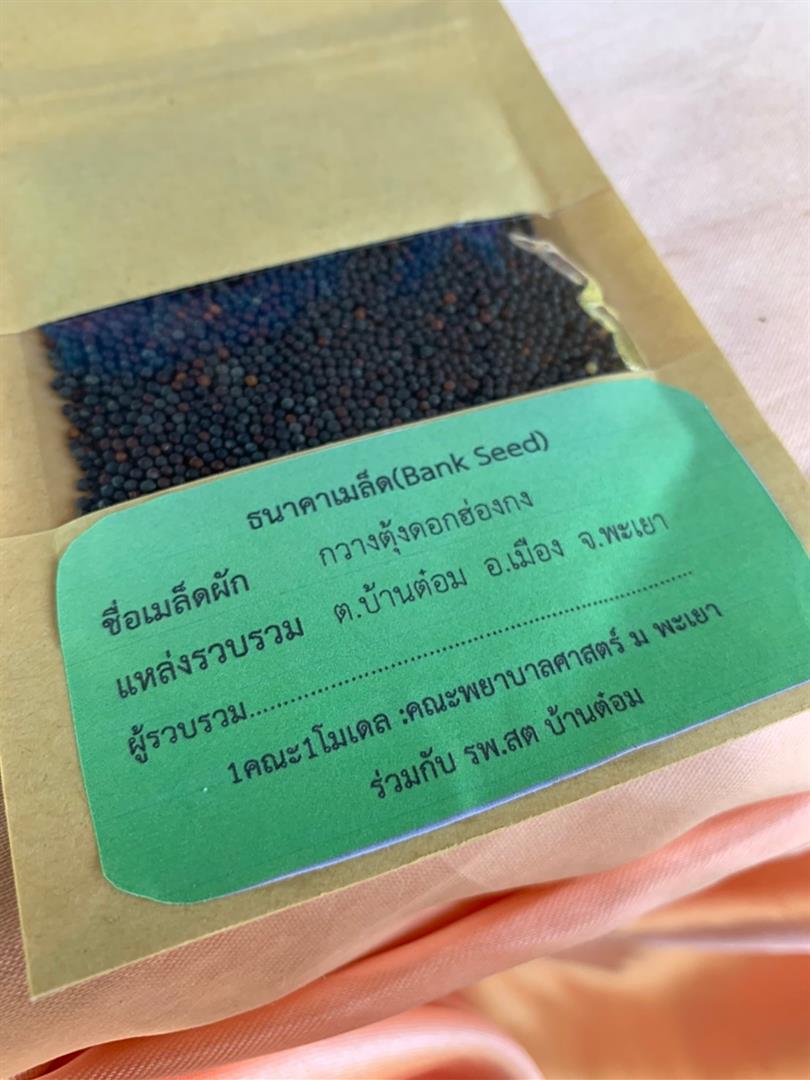 ธนาคาเมล็ด(Bank Seed)
ชื่อเมล็ดผัก กวางตุ้งดอกฮ่องกง
แหล่งรวบรวม ต.บ้านต๋อม อ.เมือง จ.พะเยา
ผู้รวบรวม..................................................................
1คณะ1โมเดล :คณะพยาบาลศาสตร์ ม พะเยา
ร่วมกับ รพ.สต บ้านต๋อม